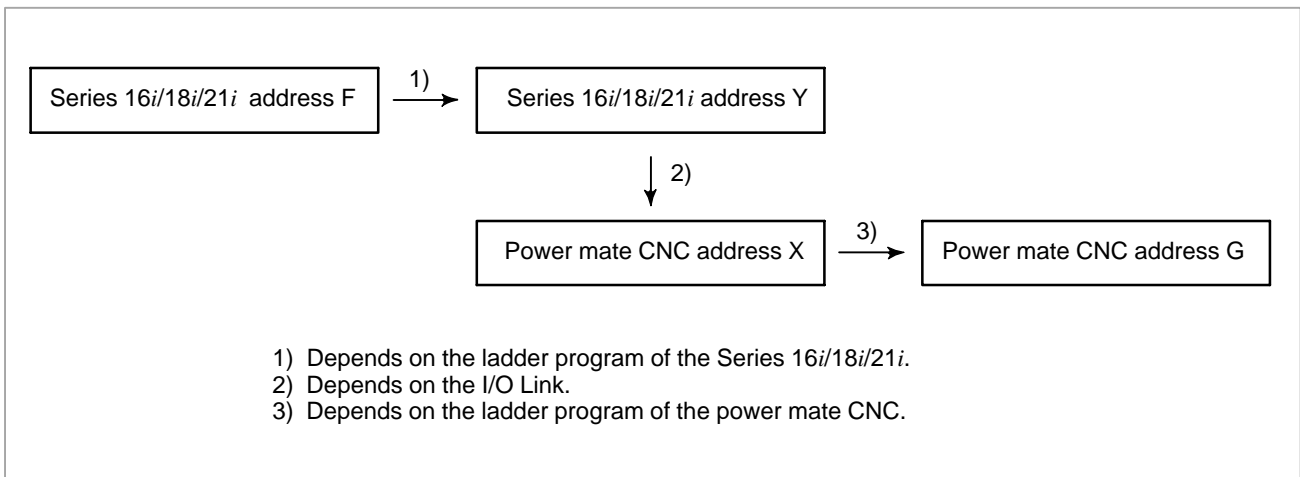 Series 16i/18i/21i address F
1)
Series 16i/18i/21i address Y
2)
Power mate CNC address X
3)
Power mate CNC address G
1) Depends on the ladder program of the Series 16i/18i/21i.
2) Depends on the I/O Link.
3) Depends on the ladder program of the power mate CNC.